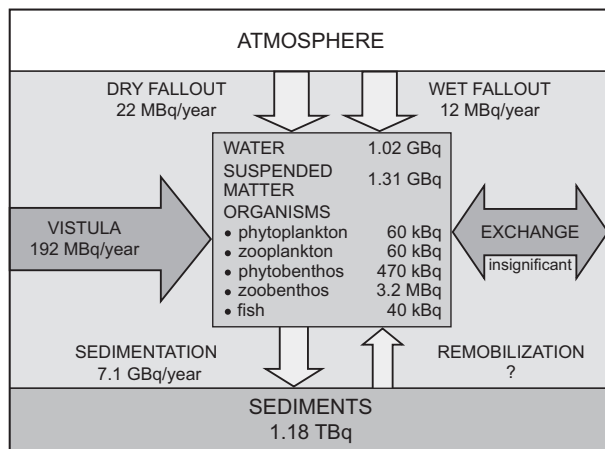 ATMOSPHERE
DRY FALLOUT
22 MBq/year
WET FALLOUT
12 MBq/year
WATER 1.02 GBq
SUSPENDED
MATTER 1.31 GBq
ORGANISMS
• phytoplankton 60 kBq
• zooplankton 60 kBq
• phytobenthos 470 kBq
• zoobenthos 3.2 MBq
• fish 40 kBq
VISTULA
192 MBq/year
EXCHANGE
insignificant
SEDIMENTATION
7.1 GBq/year
REMOBILIZATION
?
SEDIMENTS
1.18 TBq